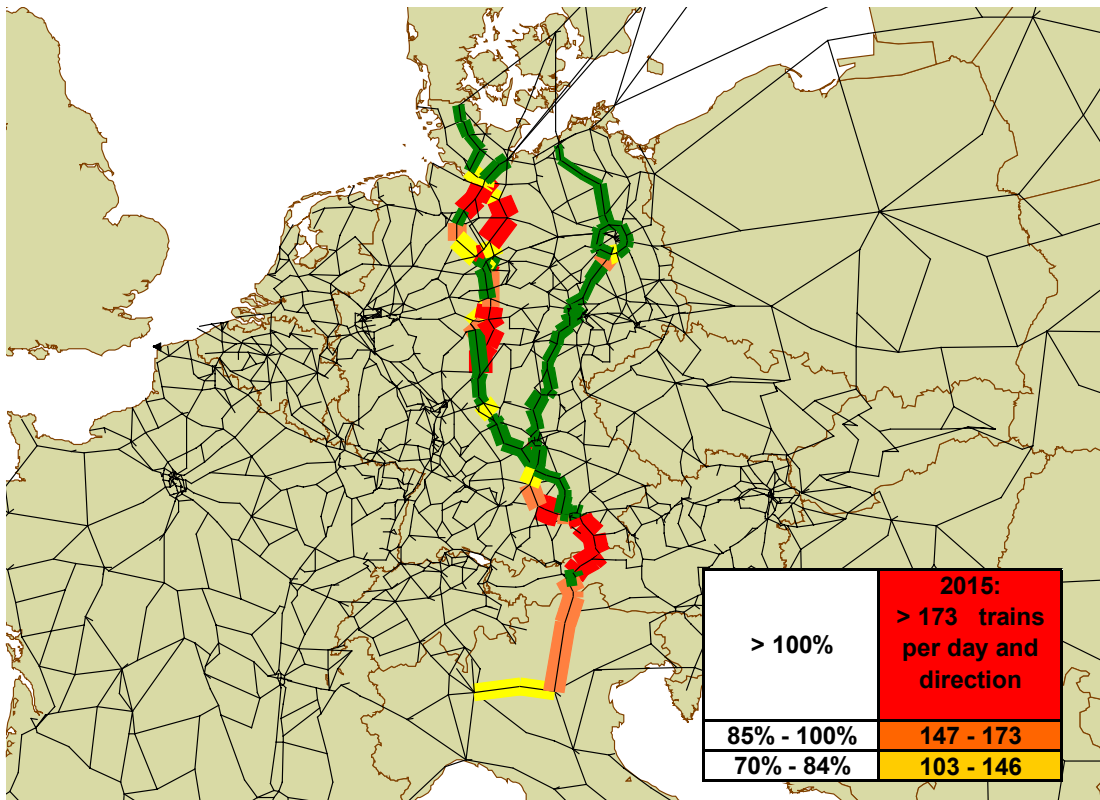 > 100%
2015:
> 173 trains
per day and
direction
85% - 100%
147 - 173
70% - 84%
103 - 146